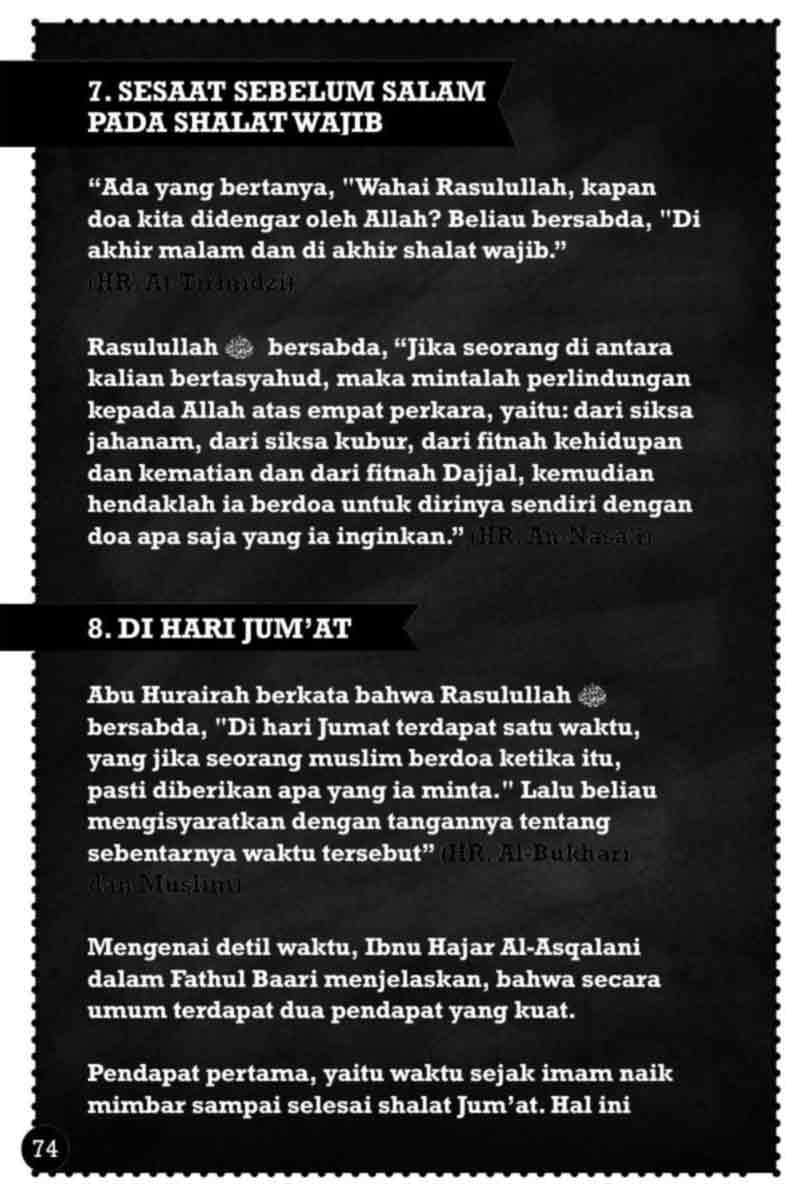 7. SESAAT SEBELUM SALAM
PADA SHALAT WAJIB
“Ada yang bertanya, "Wahai Rasulullah, kapan
doa kita didengar oleh Allah? Beliau bersabda, "Di
akhir malam dan di akhir shalat wajib.”
(HR. At-Tirmidzi)
Rasulullah ﷺ bersabda, “Jika seorang di antara
kalian bertasyahud, maka mintalah perlindungan
kepada Allah atas empat perkara, yaitu: dari siksa
jahanam, dari siksa kubur, dari fitnah kehidupan
dan kematian dan dari fitnah Dajjal, kemudian
hendaklah ia berdoa untuk dirinya sendiri dengan
doa apa saja yang ia inginkan.” (HR. An-Nasa'i)
8. DI HARI JUM’AT
Abu Hurairah berkata bahwa Rasulullah ﷺ
bersabda, "Di hari Jumat terdapat satu waktu,
yang jika seorang muslim berdoa ketika itu,
pasti diberikan apa yang ia minta." Lalu beliau
mengisyaratkan dengan tangannya tentang
sebentarnya waktu tersebut” (HR. Al-Bukhari
dan Muslim)
Mengenai detil waktu, Ibnu Hajar Al-Asqalani
dalam Fathul Baari menjelaskan, bahwa secara
umum terdapat dua pendapat yang kuat.
Pendapat pertama, yaitu waktu sejak imam naik
mimbar sampai selesai shalat Jum’at. Hal ini
74